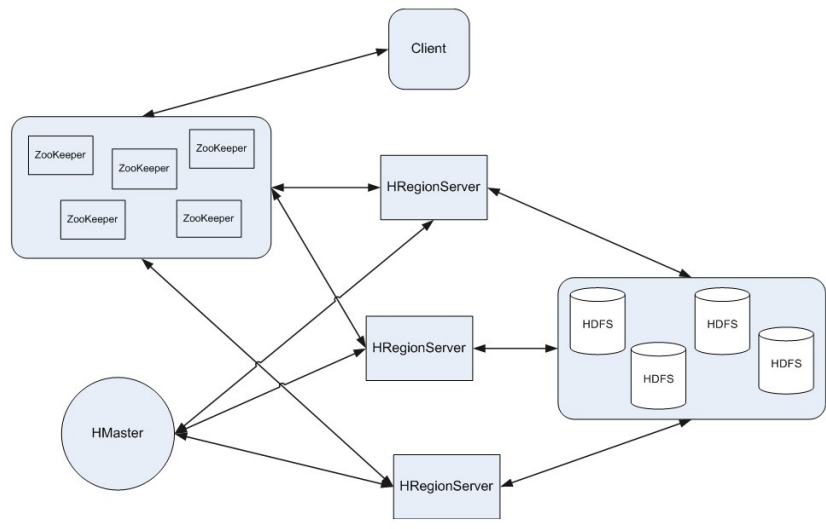 Client
ZooKeeper
ZooKeeper
ZooKeeper
ZooKeeper
ZooKeeper
HRegionServer
HRegionServer
HRegionServer
HMaster
HDFS
HDFS
HDFS
HDFS